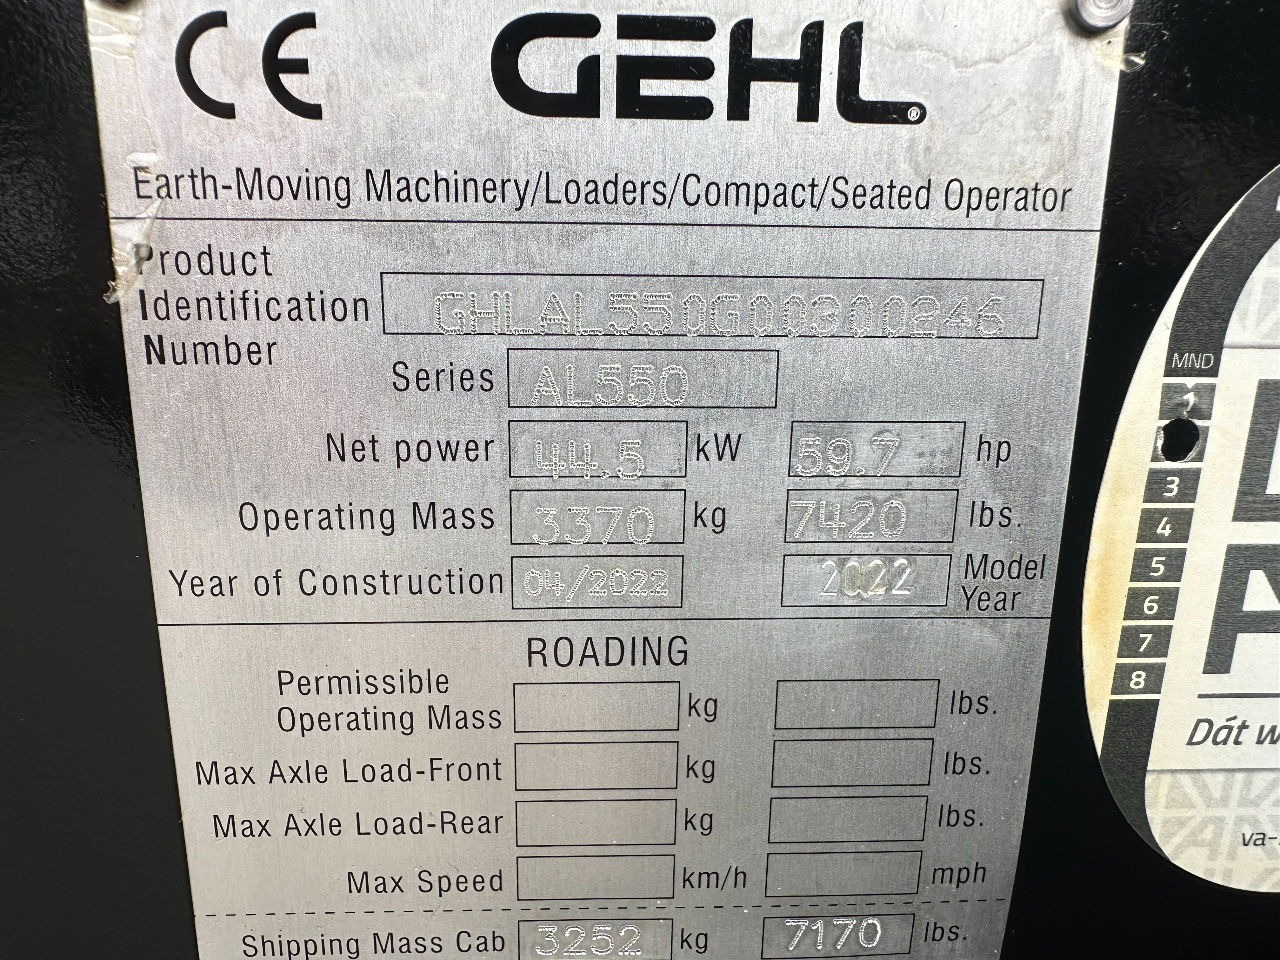 CE GEHL®
Earth-Moving Machinery/Loaders/Compact/Seated Operator
Product
Identification GHLAL550G00300246
Number
Series AL550
Net power 44.5 kW 59.7 hp
Operating Mass 3370 kg 7420 lbs.
Year of Construction 04/2022 2022 Model
Year
ROADING
Permissible
Operating Mass kg lbs.
Max Axle Load-Front kg lbs.
Max Axle Load-Rear kg lbs.
Max Speed km/h mph
Shipping Mass Cab 3252 kg 7170 lbs.
MND
1
3
4
5
6
7
8
Dát w
va-